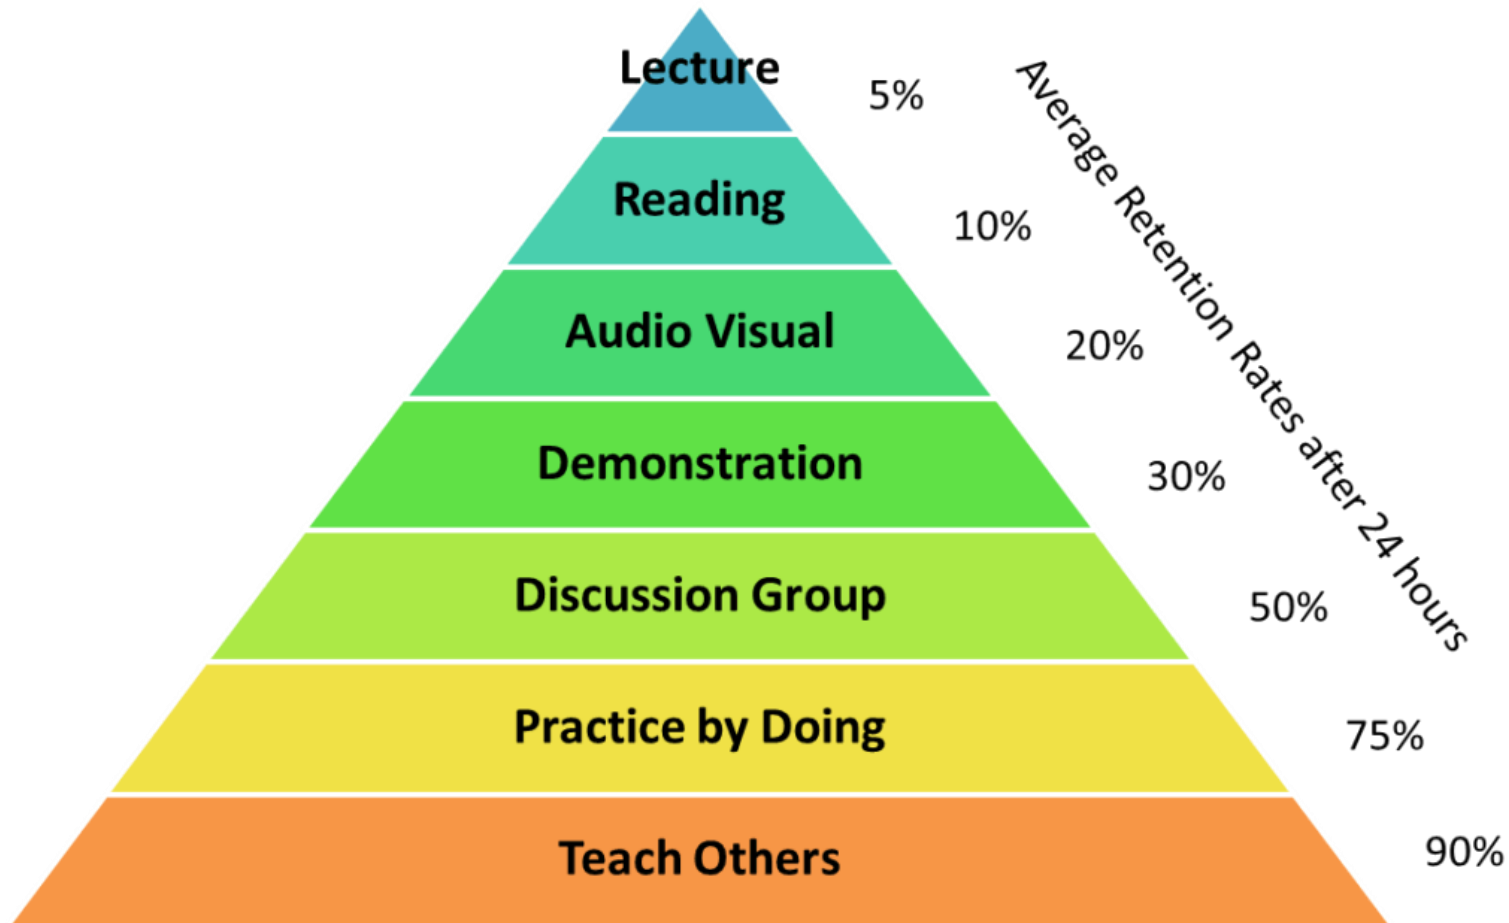 Lecture
5%
Reading
10%
Audio Visual
20%
Demonstration
30%
Discussion Group
50%
Practice by Doing
75%
Teach Others
90%
Average Retention Rates after 24 hours